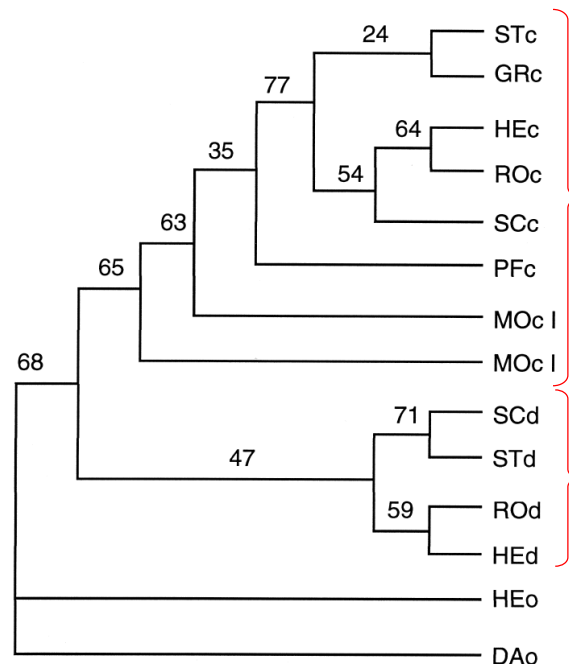 24
STc
GRc
77
64
HEc
35
ROc
54
SCc
63
PFc
65
MOc I
MOc I
68
71
SCd
STd
47
59
ROd
HEd
HEo
DAo